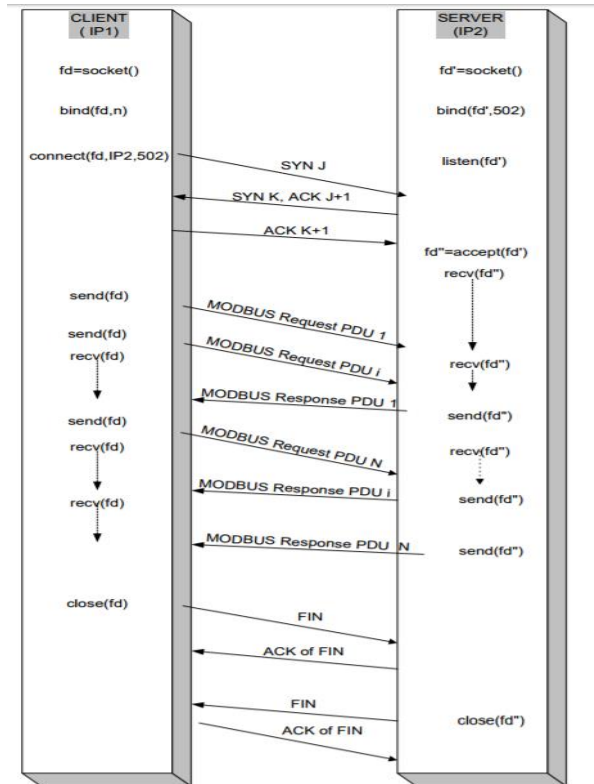 CLIENT
( IP1)
SERVER
(IP2)
fd=socket()
fd'=socket()
bind(fd,n)
bind(fd',502)
connect(fd,IP2,502)
SYN J
listen(fd')
SYN K, ACK J+1
ACK K+1
fd"=accept(fd')
recv(fd")
send(fd)
MODBUS Request PDU 1
send(fd)
MODBUS Request PDU i
recv(fd)
recv(fd")
MODBUS Response PDU 1
send(fd")
send(fd)
MODBUS Request PDU N
recv(fd)
recv(fd")
MODBUS Response PDU i
send(fd")
recv(fd)
MODBUS Response PDU N
send(fd")
close(fd)
FIN
ACK of FIN
FIN
close(fd")
ACK of FIN